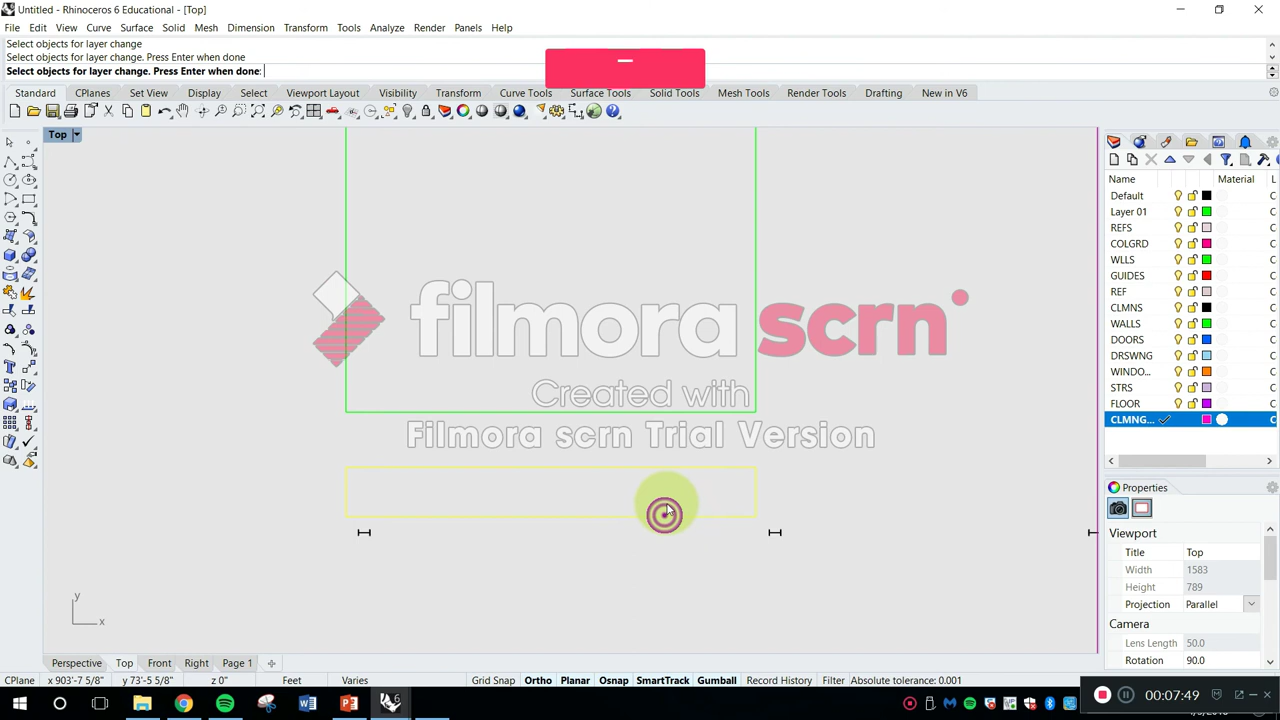 Untitled - Rhinoceros 6 Educational - [Top]
File Edit View Curve Surface Solid Mesh Dimension Transform Tools Analyze Render Panels Help
Select objects for layer change
Select objects for layer change. Press Enter when done
Select objects for layer change. Press Enter when done:
Standard CPlanes Set View Display Select Viewport Layout Visibility Transform Curve Tools Surface Tools Solid Tools Mesh Tools Render Tools Drafting New in V6
Top
Name Material L
Default C
Layer 01 C
REFS C
COLGRD C
WLLS C
GUIDES C
REF C
CLMNS C
WALLS C
DOORS C
DRSWNG C
WINDO... C
STRS C
FLOOR C
CLMNG... C
filmora scrn
Created with
Filmora scrn Trial Version
Properties
Viewport
Title Top
Width 1583
Height 789
Projection Parallel
Camera
Lens Length 50.0
Rotation 90.0
y
x
Perspective Top Front Right Page 1
CPlane x 903'-7 5/8" y 73'-5 5/8" z 0" Feet Varies Grid Snap Ortho Planar Osnap SmartTrack Gumball Record History Filter Absolute tolerance: 0.001
00:07:49